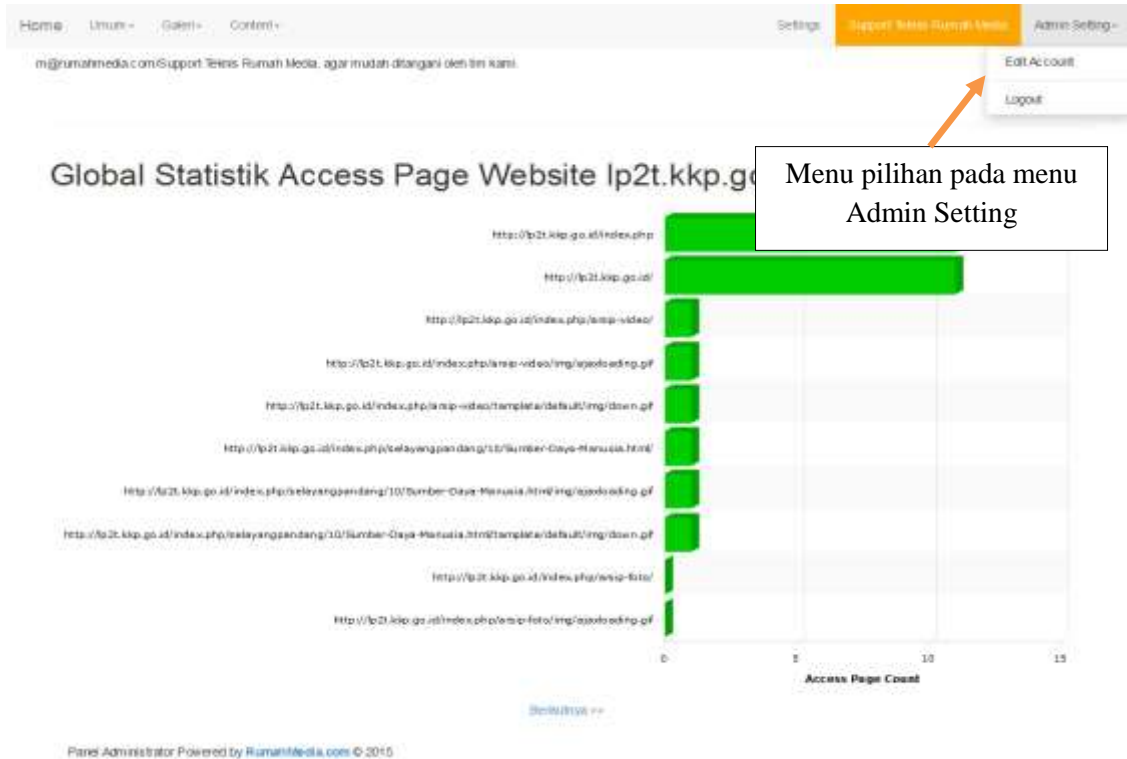 Home Umum Galeri Content Settings Support Teknis Rumah Media Admin Setting
m@rumahmedia.com/Support Teknis Rumah Media, agar mudah ditangani oleh tim kami.
Edit Account
Logout
Global Statistik Access Page Website lp2t.kkp.go
Menu pilihan pada menu
Admin Setting
http://lp2t.kkp.go.id/index.php
http://lp2t.kkp.go.id/
http://lp2t.kkp.go.id/index.php/arsip-video/
http://lp2t.kkp.go.id/index.php/arsip-video/img/ajaxloading.gif
http://lp2t.kkp.go.id/index.php/arsip-video/template/default/img/down.gif
http://lp2t.kkp.go.id/index.php/selayangpandang/10/Sumber-Daya-Manusia.html/
http://lp2t.kkp.go.id/index.php/selayangpandang/10/Sumber-Daya-Manusia.html/img/ajaxloading.gif
http://lp2t.kkp.go.id/index.php/selayangpandang/10/Sumber-Daya-Manusia.html/template/default/img/down.gif
http://lp2t.kkp.go.id/index.php/arsip-foto/
http://lp2t.kkp.go.id/index.php/arsip-foto/img/ajaxloading.gif
0 5 10 15
Access Page Count
Berikutnya >>
Panel Administrator Powered by RumahMedia.com © 2015